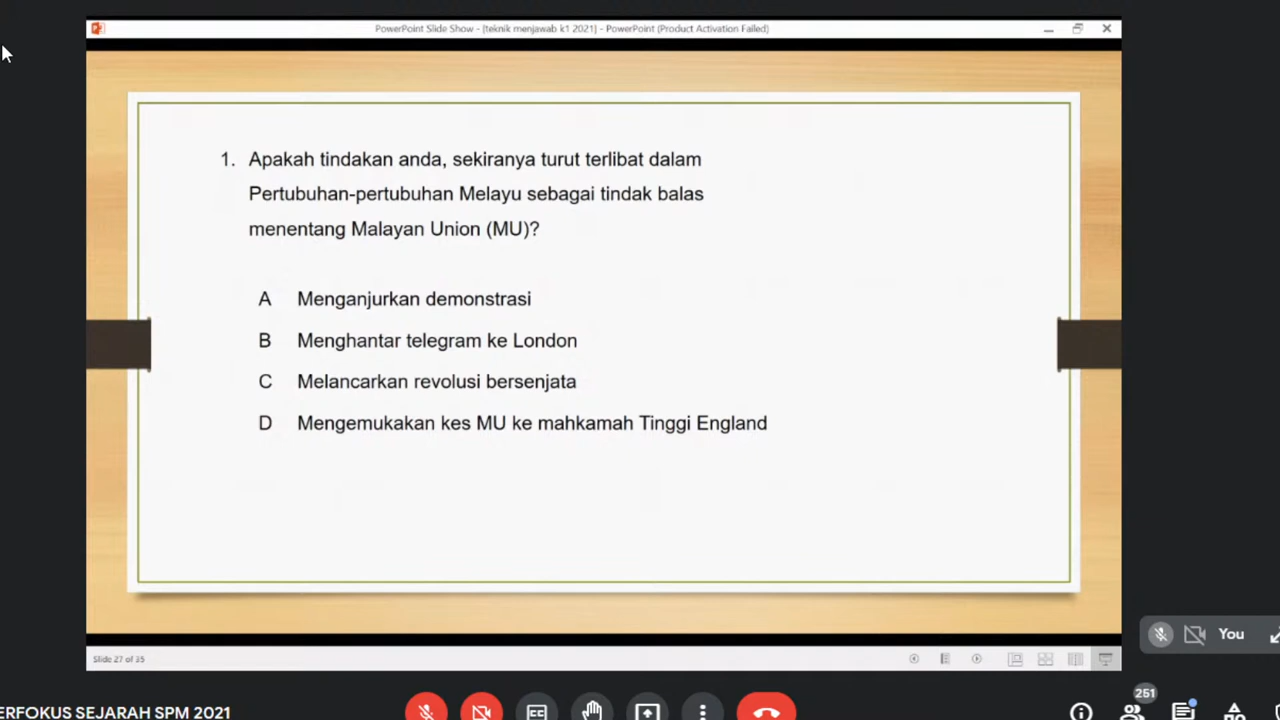 PowerPoint Slide Show - [teknik menjawab k1 2021] - PowerPoint (Product Activation Failed)
1. Apakah tindakan anda, sekiranya turut terlibat dalam
Pertubuhan-pertubuhan Melayu sebagai tindak balas
menentang Malayan Union (MU)?
A Menganjurkan demonstrasi
B Menghantar telegram ke London
C Melancarkan revolusi bersenjata
D Mengemukakan kes MU ke mahkamah Tinggi England
You
Slide 27 of 35
251
ERFOKUS SEJARAH SPM 2021